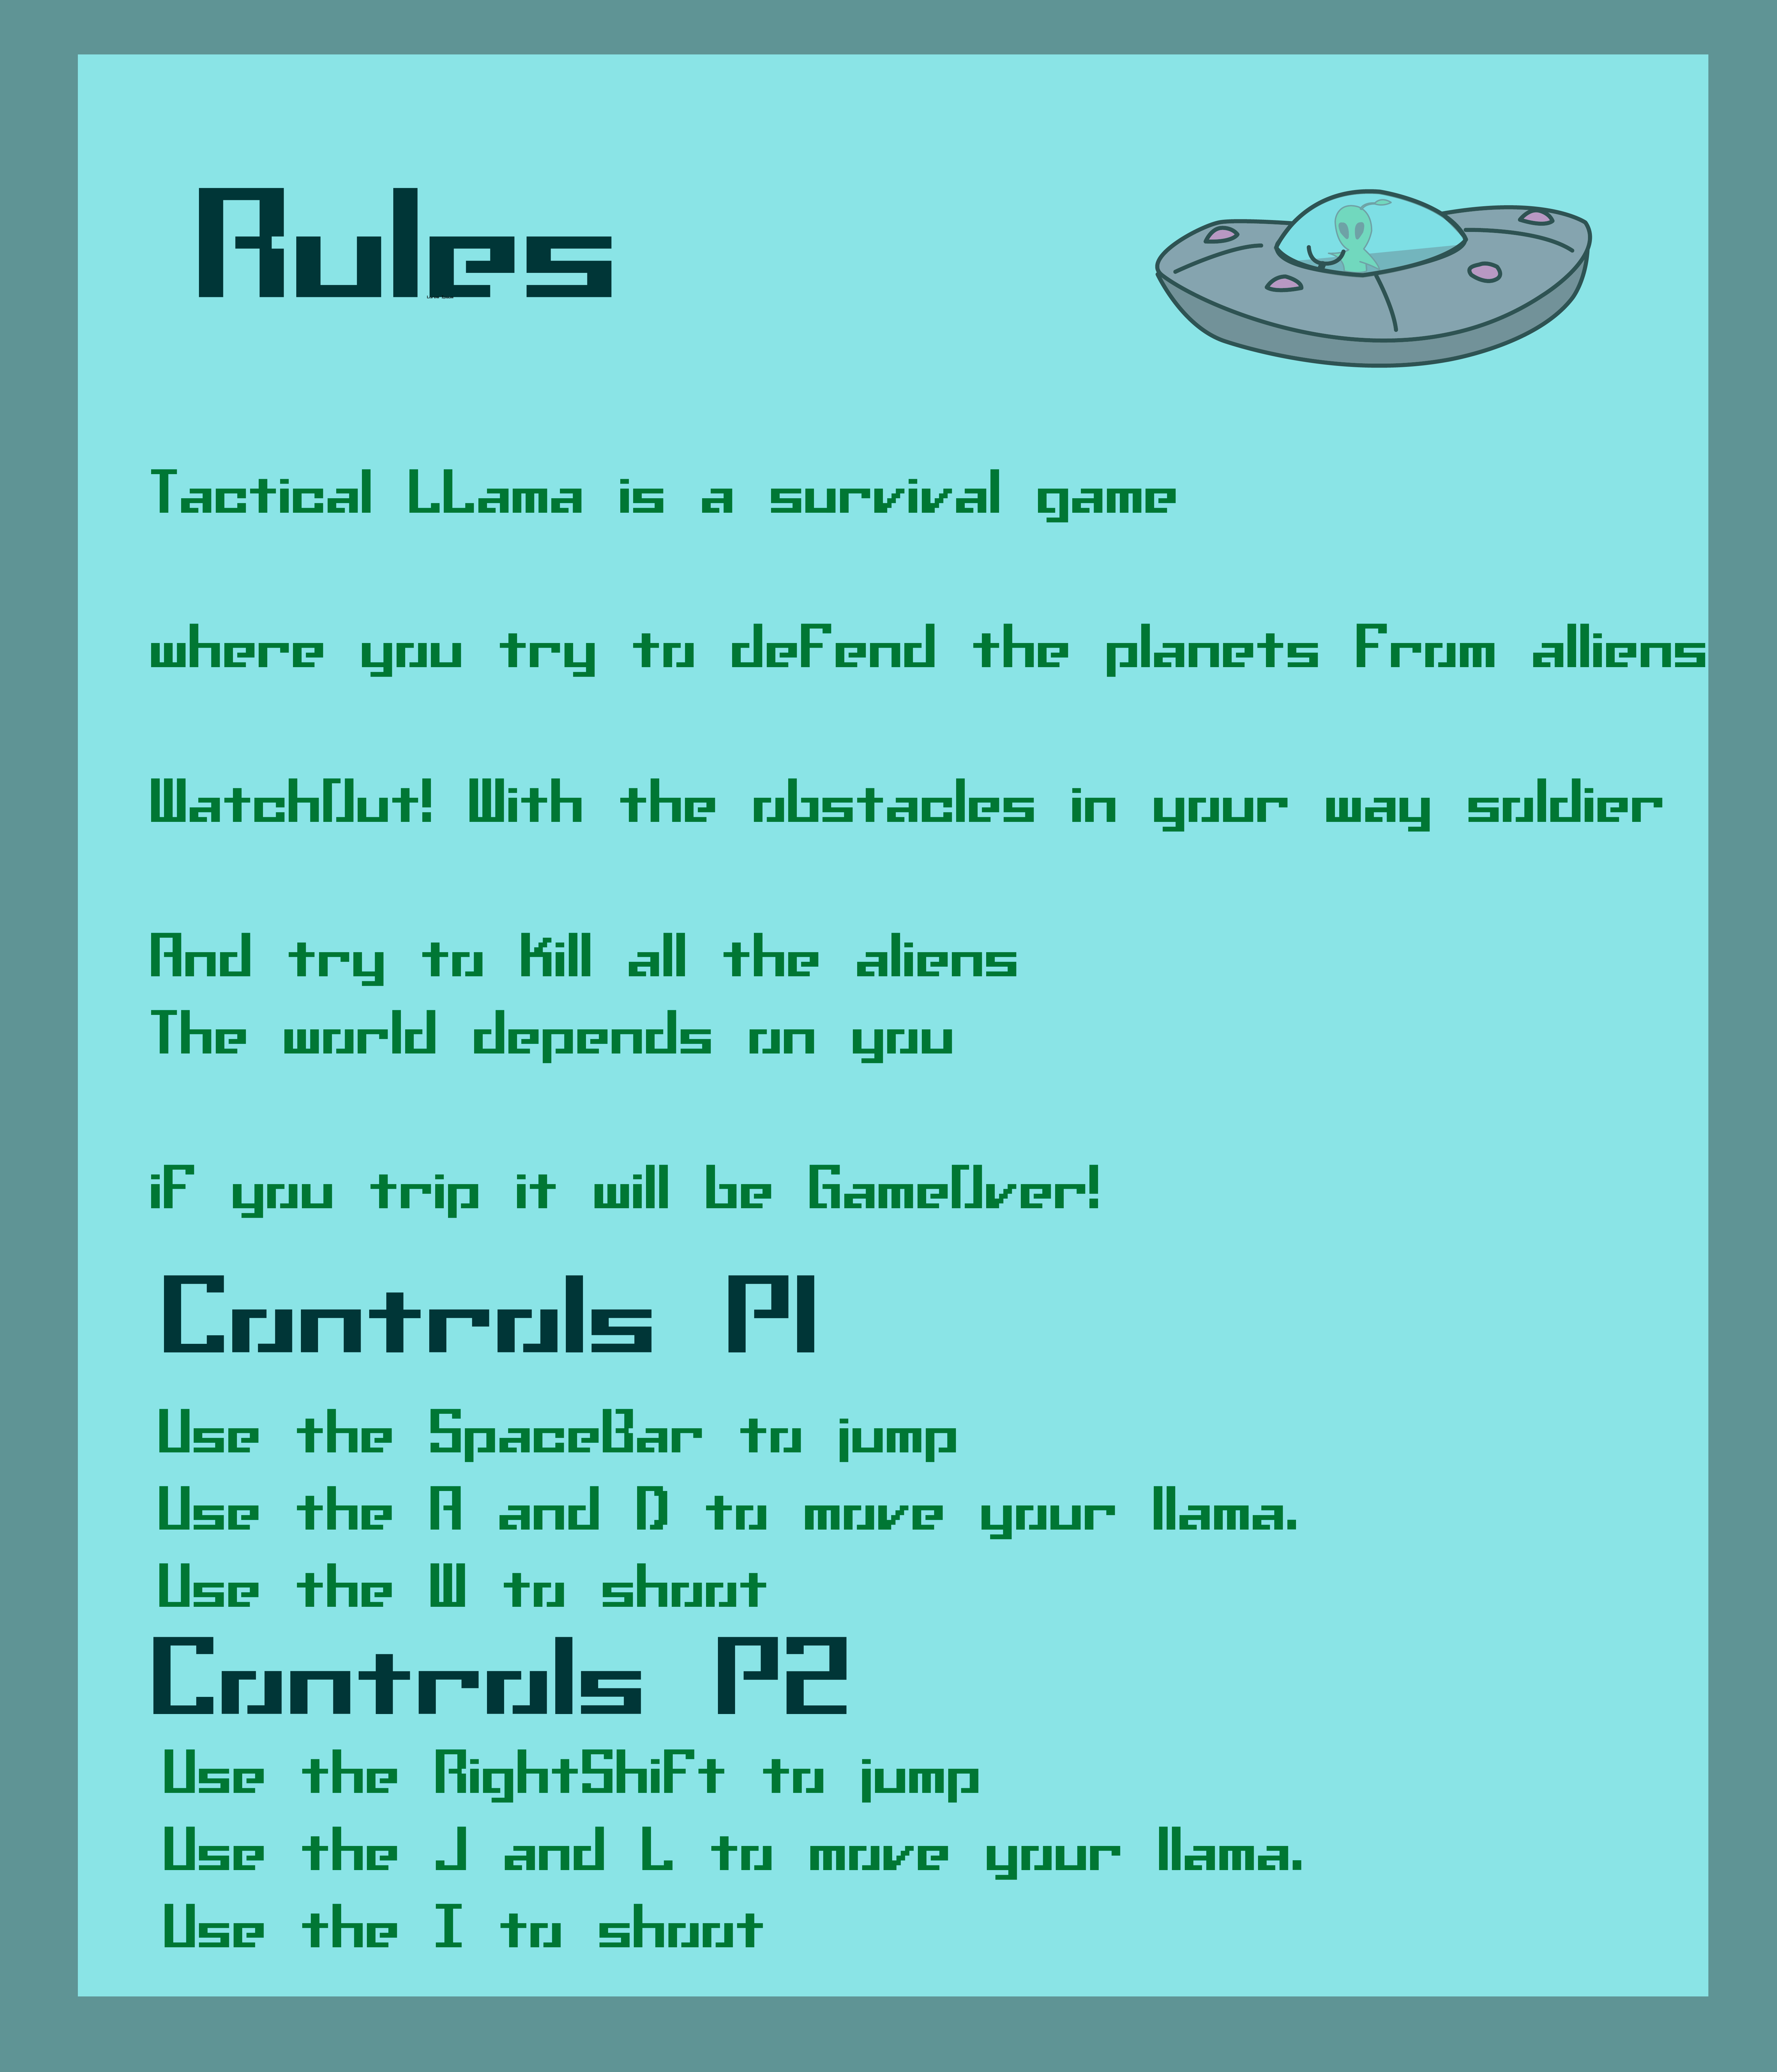 Rules
Tactical LLama is a survival game
where you try to defend the planets from alliens
WatchOut! With the obstacles in your way soldier
And try to Kill all the aliens
The world depends on you
if you trip it will be GameOver!
Controls P1
Use the SpaceBar to jump
Use the A and D to move your llama.
Use the W to shoot
Controls P2
Use the RightShift to jump
Use the J and L to move your llama.
Use the I to shoot